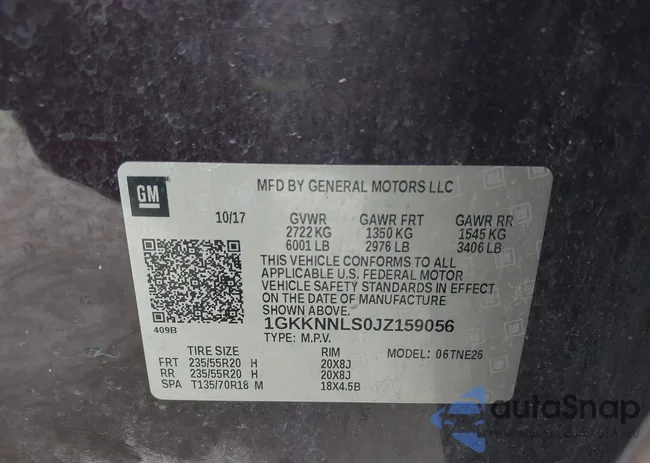 GM
MFD BY GENERAL MOTORS LLC
10/17 GVWR GAWR FRT GAWR RR
2722 KG 1350 KG 1545 KG
6001 LB 2976 LB 3406 LB
THIS VEHICLE CONFORMS TO ALL
APPLICABLE U.S. FEDERAL MOTOR
VEHICLE SAFETY STANDARDS IN EFFECT
ON THE DATE OF MANUFACTURE
SHOWN ABOVE.
409B
1GKKNNLS0JZ159056
TYPE: M.P.V.
TIRE SIZE RIM MODEL: 06TNE26
FRT 235/55R20 H 20X8J
RR 235/55R20 H 20X8J
SPA T135/70R18 M 18X4.5B
autaSnap